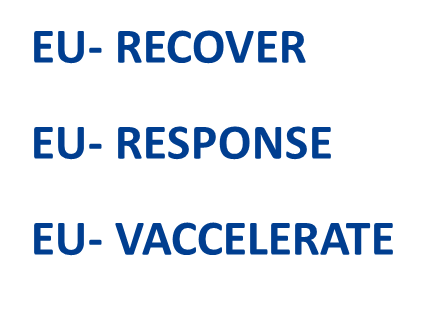 EU- RECOVER
EU- RESPONSE
EU- VACCELERATE